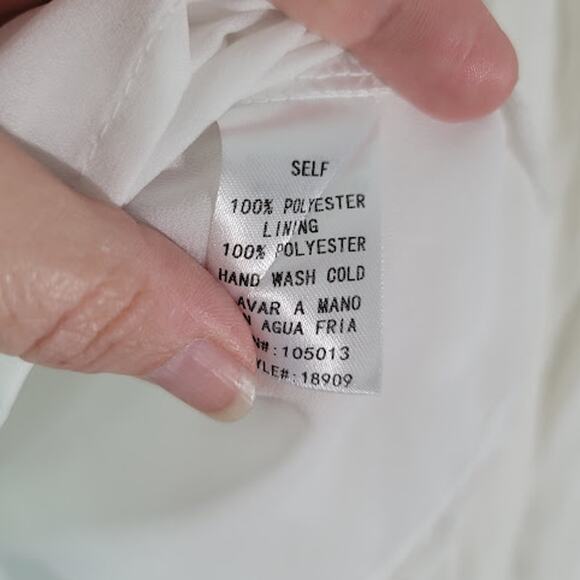 SELF
100% POLYESTER
LINING
100% POLYESTER
HAND WASH COLD
AVAR A MANO
AGUA FRIA
N#:105013
YLE#:18909